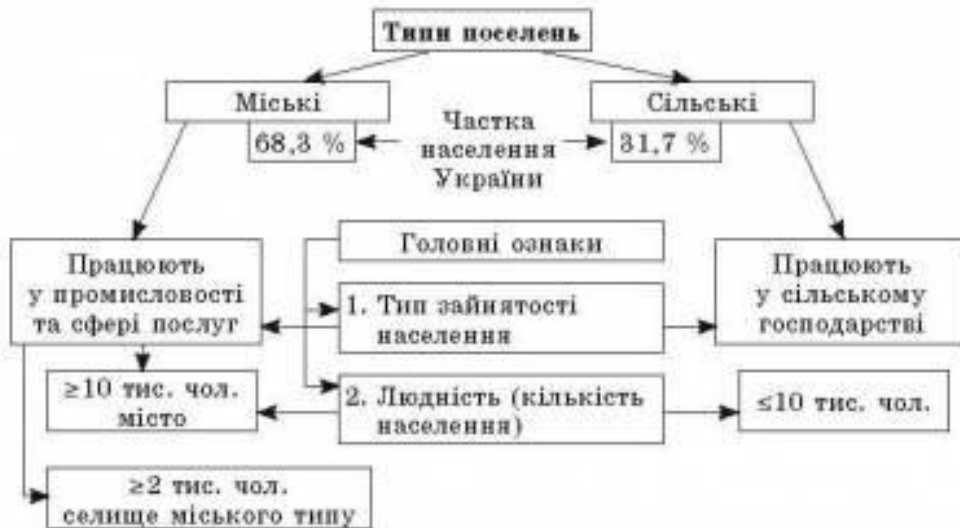 Типи поселень
Міські
Сільські
68,3 %
Частка
населення
України
31,7 %
Працюють
у промисловості
та сфері послуг
Головні ознаки
Працюють
у сільському
господарстві
1. Тип зайнятості
населення
≥10 тис. чол.
місто
2. Людність (кількість
населення)
≤10 тис. чол.
≥2 тис. чол.
селище міського типу